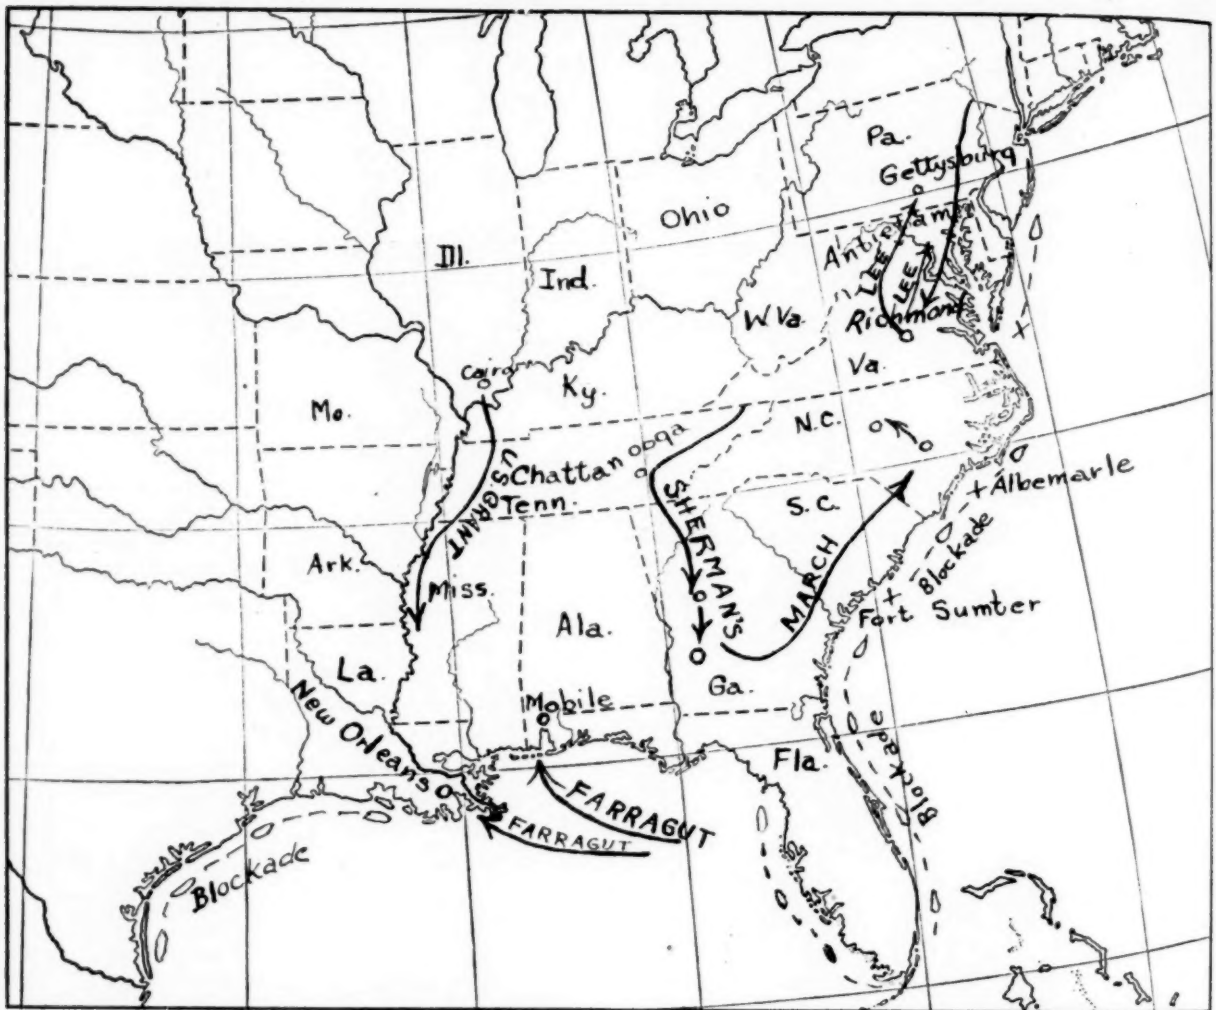 Pa.
Gettysburg
Ohio
Antietam
Ill.
Ind.
LEE
LEE
W.Va.
Richmond
Va.
Cairo
Ky.
Mo.
N.C.
U.S. GRANT
Chattanooga
Tenn.
Albemarle
SHERMAN'S
MARCH
S.C.
Blockade
Ark.
Miss.
Fort Sumter
Ala.
La.
Ga.
New Orleans
Mobile
Fla.
Blockade
FARRAGUT
FARRAGUT
Blockade